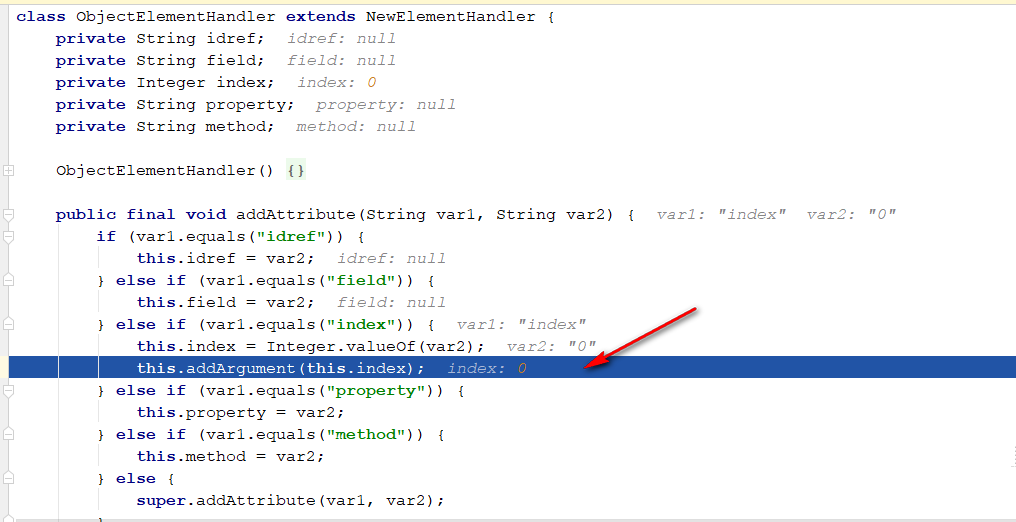 class ObjectElementHandler extends NewElementHandler {
private String idref;  idref: null
private String field;  field: null
private Integer index;  index: 0
private String property;  property: null
private String method;  method: null
ObjectElementHandler() {}
public final void addAttribute(String var1, String var2) {  var1: "index"  var2: "0"
if (var1.equals("idref")) {
this.idref = var2;  idref: null
} else if (var1.equals("field")) {
this.field = var2;  field: null
} else if (var1.equals("index")) {  var1: "index"
this.index = Integer.valueOf(var2);  var2: "0"
this.addArgument(this.index);  index: 0
} else if (var1.equals("property")) {
this.property = var2;
} else if (var1.equals("method")) {
this.method = var2;
} else {
super.addAttribute(var1, var2);
}